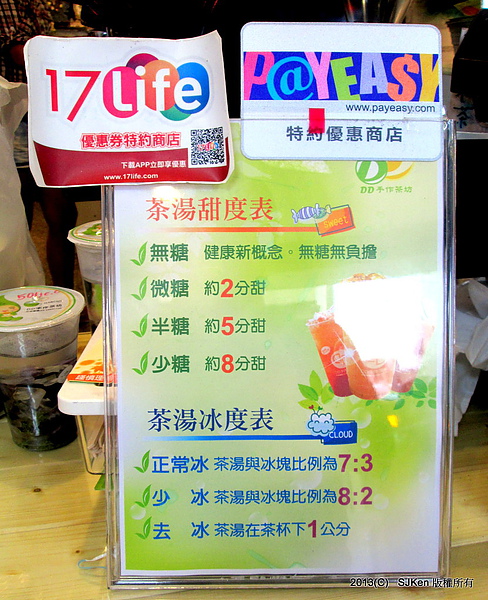 17Life
優惠券特約商店
下載APP立即享優惠
www.17life.com
P@YEA$Y
www.payeasy.com
特約優惠商店
DD手作茶坊
茶湯甜度表
Sweet
無糖 健康新概念。無糖無負擔
微糖 約2分甜
半糖 約5分甜
少糖 約8分甜
茶湯冰度表
CLOUD
正常冰 茶湯與冰塊比例為7:3
少 冰 茶湯與冰塊比例為8:2
去 冰 茶湯在茶杯下1公分
2013(C) SJKen 版權所有